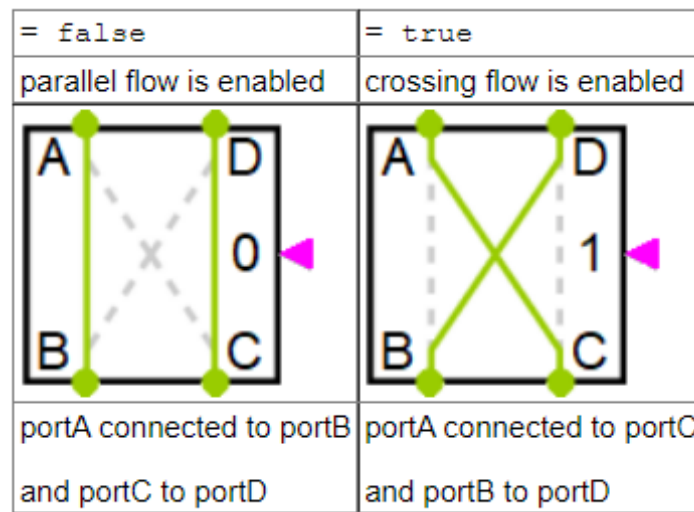 = false
= true
parallel flow is enabled
crossing flow is enabled
A D
0
B C
A D
1
B C
portA connected to portB
and portC to portD
portA connected to portC
and portB to portD